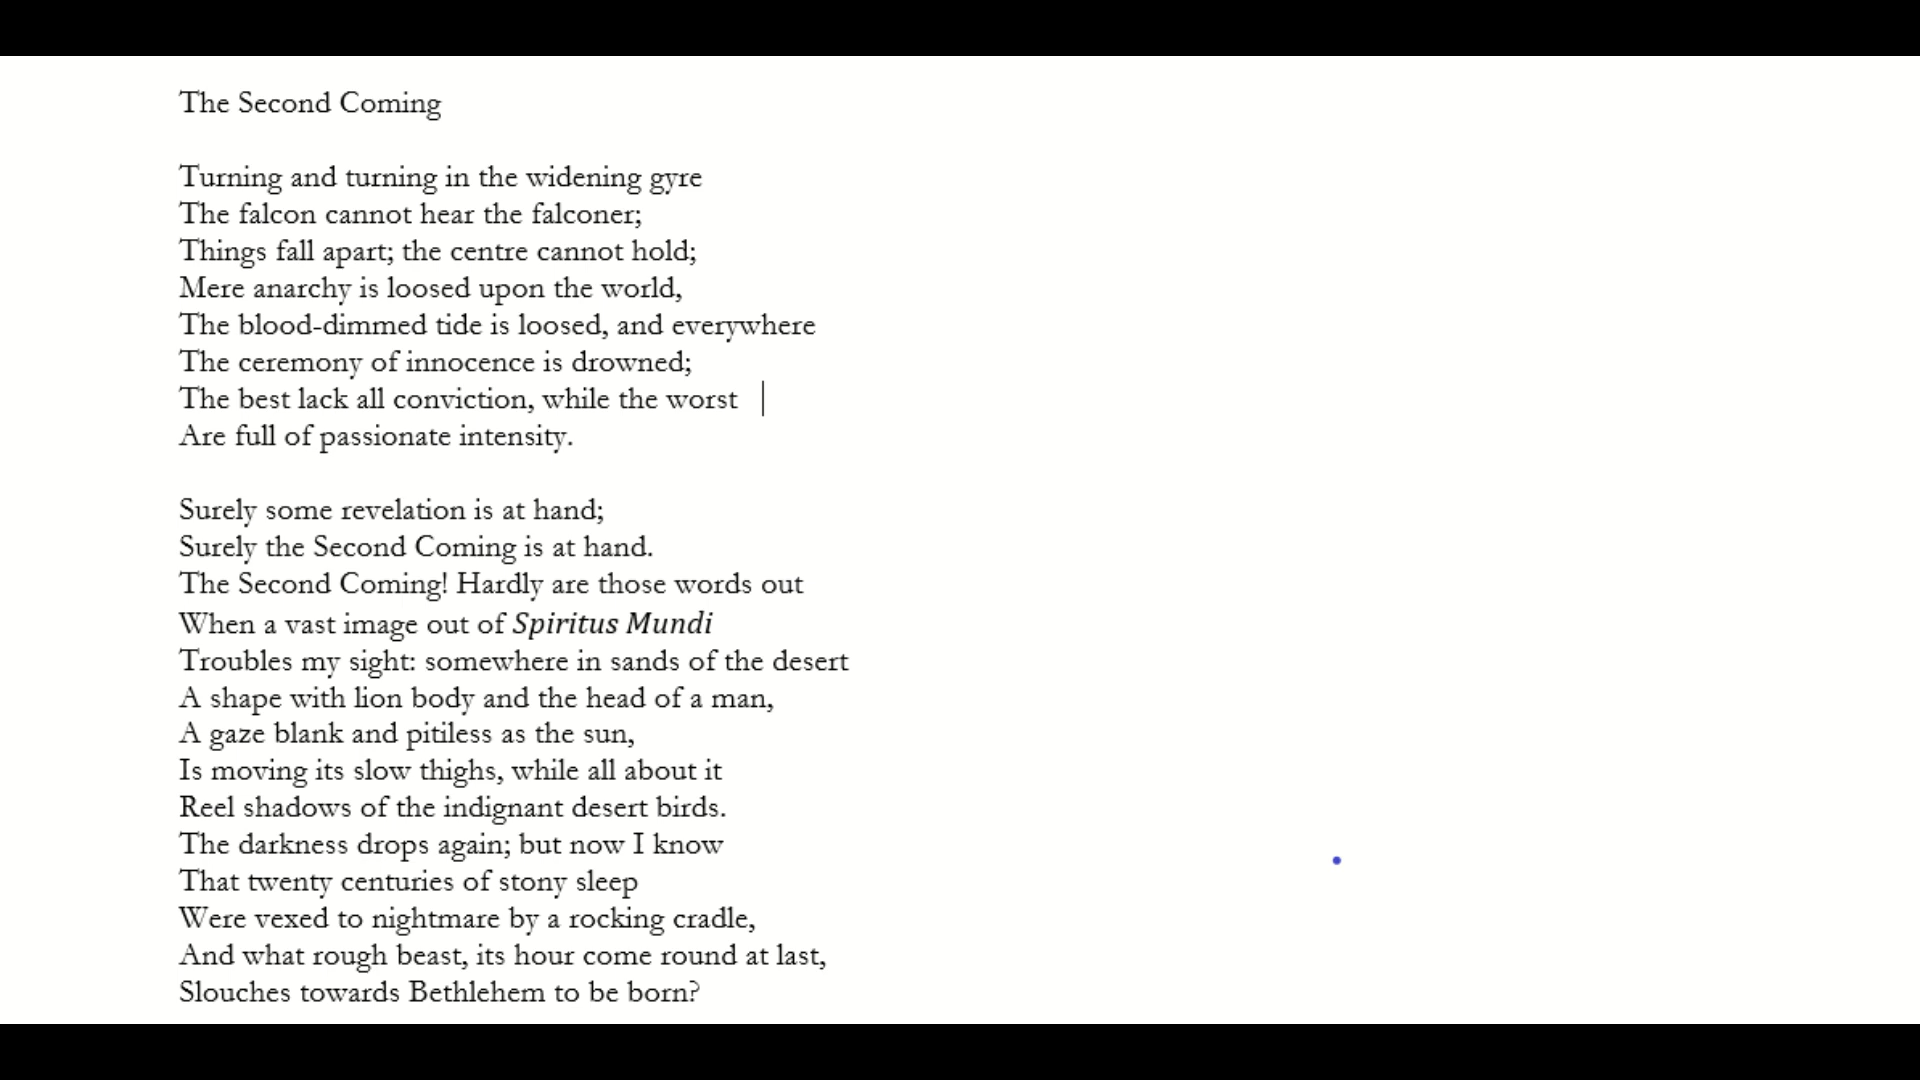 The Second Coming
Turning and turning in the widening gyre
The falcon cannot hear the falconer;
Things fall apart; the centre cannot hold;
Mere anarchy is loosed upon the world,
The blood-dimmed tide is loosed, and everywhere
The ceremony of innocence is drowned;
The best lack all conviction, while the worst
Are full of passionate intensity.
Surely some revelation is at hand;
Surely the Second Coming is at hand.
The Second Coming! Hardly are those words out
When a vast image out of Spiritus Mundi
Troubles my sight: somewhere in sands of the desert
A shape with lion body and the head of a man,
A gaze blank and pitiless as the sun,
Is moving its slow thighs, while all about it
Reel shadows of the indignant desert birds.
The darkness drops again; but now I know
That twenty centuries of stony sleep
Were vexed to nightmare by a rocking cradle,
And what rough beast, its hour come round at last,
Slouches towards Bethlehem to be born?